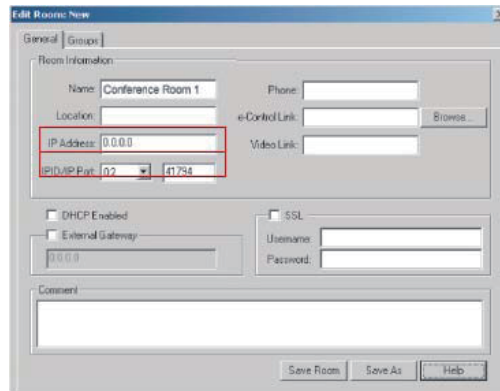 Edit Room: New
General Groups
Room Information
Name: Conference Room 1 Phone:
Location: e-Control Link: Browse...
IP Address: 0.0.0.0 Video Link:
IPID/IP Port: 02 41794
DHCP Enabled SSL
External Gateway Username:
0.0.0.0 Password:
Comment
Save Room Save As Help